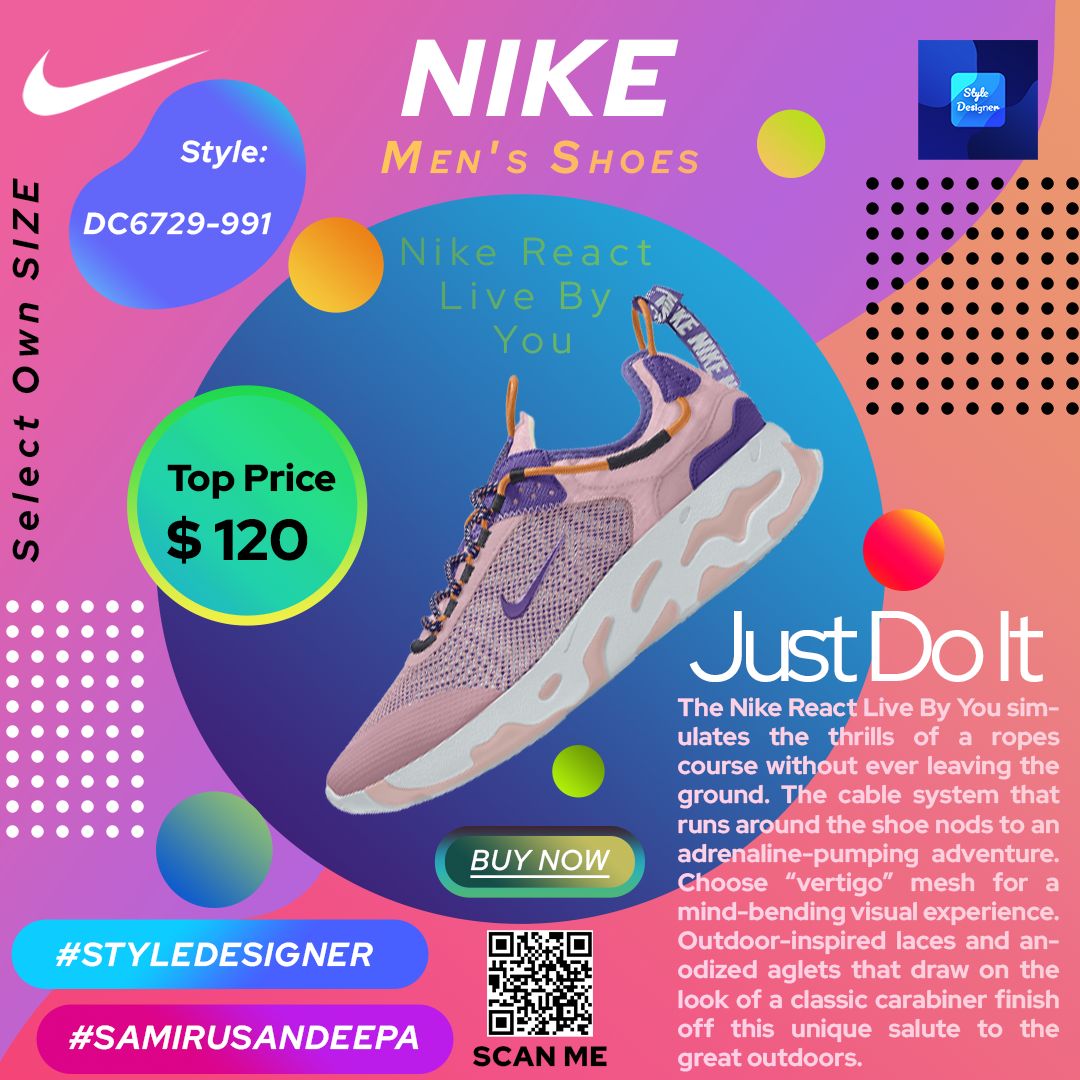 NIKE
Men's Shoes
Style
Designer
Style:
DC6729-991
Select Own SIZE
Nike React
Live By
You
NIKE NIKE
Top Price
$ 120
Just Do It
The Nike React Live By You sim-
ulates the thrills of a ropes
course without ever leaving the
ground. The cable system that
runs around the shoe nods to an
adrenaline-pumping adventure.
Choose “vertigo” mesh for a
mind-bending visual experience.
Outdoor-inspired laces and an-
odized aglets that draw on the
look of a classic carabiner finish
off this unique salute to the
great outdoors.
BUY NOW
#STYLEDESIGNER
#SAMIRUSANDEEPA
SCAN ME